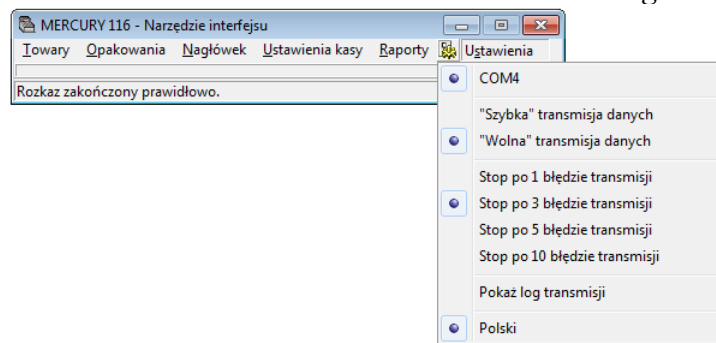 MERCURY 116 - Narzędzie interfejsu
Towary Opakowania Nagłówek Ustawienia kasy Raporty Ustawienia
Rozkaz zakończony prawidłowo.
COM4
"Szybka" transmisja danych
"Wolna" transmisja danych
Stop po 1 błędzie transmisji
Stop po 3 błędzie transmisji
Stop po 5 błędzie transmisji
Stop po 10 błędzie transmisji
Pokaż log transmisji
Polski